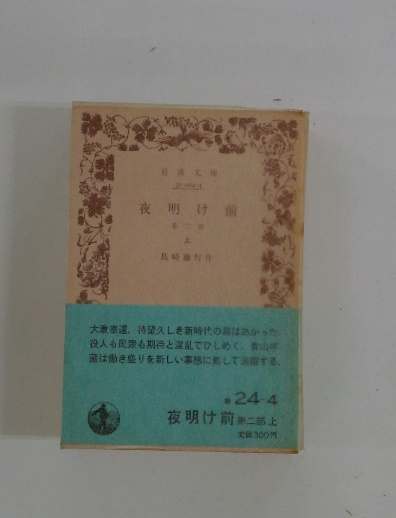 岩波文庫
夜明け前
第二部
上
島崎藤村作
大政奉還。待望久しき新時代の幕はあかった
役人も民衆も期待と混乱でひしめく。青山半
蔵は働き盛りを新しい事態に処して活躍する。
24-4
夜明け前 第二部上
定価300円